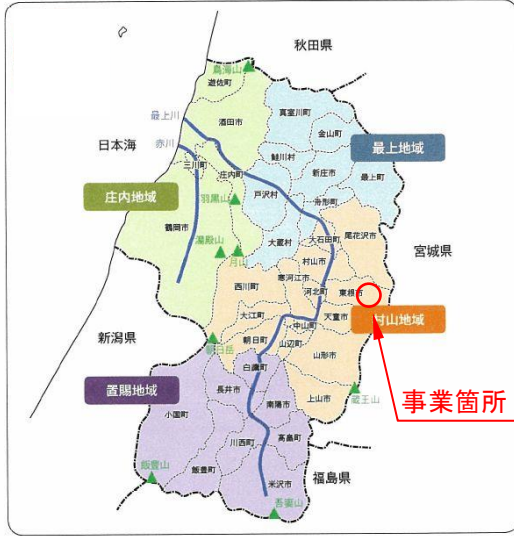 秋田県
鳥海山
遊佐町
真室川町
最上川
酒田市
金山町
日本海
赤川
鮭川村
最上地域
三川町
庄内町
新庄市
最上町
庄内地域
羽黒山
戸沢村
舟形町
鶴岡市
大蔵村
大石田町
尾花沢市
湯殿山
月山
村山市
宮城県
西川町
寒河江市
河北町
東根市
大江町
中山町
天童市
村山地域
新潟県
朝日岳
朝日町
山辺町
白鷹町
山形市
置賜地域
長井市
小国町
南陽市
上山市
蔵王山
事業箇所
川西町
高畠町
飯豊山
飯豊町
米沢市
福島県
吾妻山